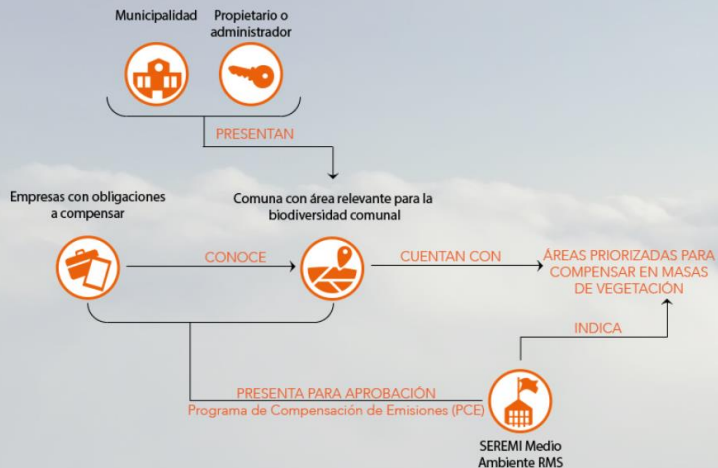 Municipalidad
Propietario o
administrador
PRESENTAN
Empresas con obligaciones
a compensar
Comuna con área relevante para la
biodiversidad comunal
CONOCE
CUENTAN CON
ÁREAS PRIORIZADAS PARA
COMPENSAR EN MASAS
DE VEGETACIÓN
INDICA
PRESENTA PARA APROBACIÓN
Programa de Compensación de Emisiones (PCE)
SEREMI Medio
Ambiente RMS